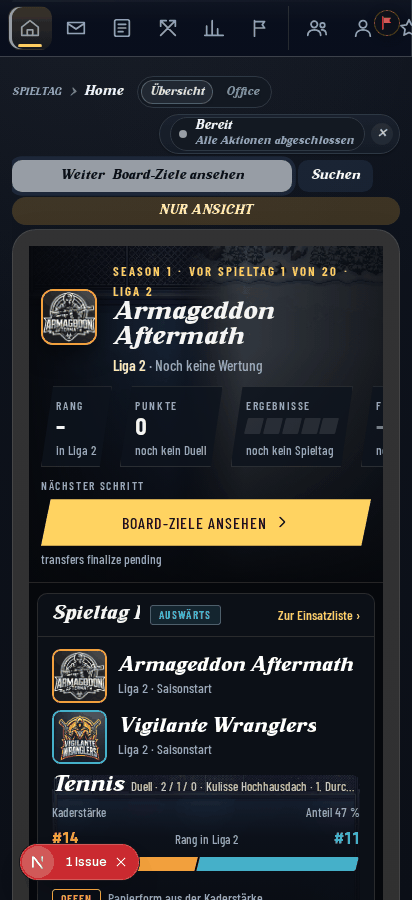 SPIELTAG > Home Übersicht Office
Bereit
Alle Aktionen abgeschlossen
Weiter Board-Ziele ansehen Suchen
NUR ANSICHT
SEASON 1 · VOR SPIELTAG 1 VON 20 ·
LIGA 2
Armageddon
Aftermath
Liga 2 · Noch keine Wertung
RANG PUNKTE ERGEBNISSE F
- 0 -
in Liga 2 noch kein Duell noch kein Spieltag
NÄCHSTER SCHRITT
BOARD-ZIELE ANSEHEN
transfers finalize pending
Spieltag 1 AUSWÄRTS Zur Einsatzliste ›
ARMAGEDDON
AFTERMATH
Armageddon Aftermath
Liga 2 · Saisonstart
VIGILANTE
WRANGLERS
Vigilante Wranglers
Liga 2 · Saisonstart
Tennis Duell · 2 / 1 / 0 · Kulisse Hochhausdach · 1. Durc...
Kaderstärke Anteil 47 %
#14 Rang in Liga 2 #11
N 1 Issue
OFFEN Papierform aus der Kaderstärke